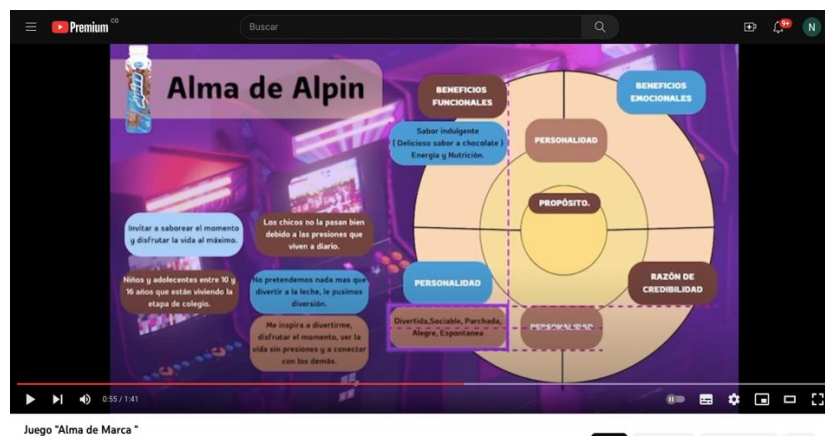 Premium CO
Buscar
9+
N
Alma de Alpin
BENEFICIOS
FUNCIONALES
BENEFICIOS
EMOCIONALES
Sabor indulgente
( Delicioso sabor a chocolate )
Energía y Nutrición.
PERSONALIDAD
PROPÓSITO.
Invitar a saborear el momento
y disfrutar la vida al máximo.
Los chicos no la pasan bien
debido a las presiones que
viven a diario.
Niños y adolecentes entre 10 y
16 años que están viviendo la
etapa de colegio.
No pretendemos nada mas que
divertir a la leche, le pusimos
diversión.
PERSONALIDAD
RAZÓN DE
CREDIBILIDAD
Me inspira a divertirme,
disfrutar el momento, ver la
vida sin presiones y a conectar
con los demás.
Divertida,Sociable, Parchada,
Alegre, Espontanea
PERSONALIDAD
0:55 / 1:41
Juego "Alma de Marca "